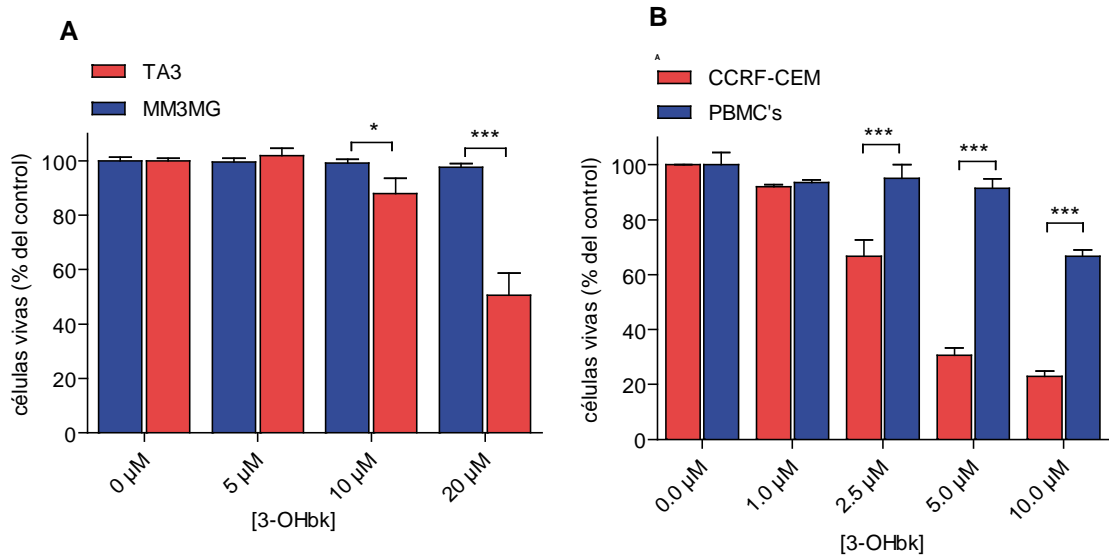 A
TA3
MM3MG
células vivas (% del control)
100
80
60
40
20
0
*
***
0 µM
5 µM
10 µM
20 µM
[3-OHbk]
B
A
CCRF-CEM
PBMC's
células vivas (% del control)
100
80
60
40
20
0
***
***
***
0.0 µM
1.0 µM
2.5 µM
5.0 µM
10.0 µM
[3-OHbk]